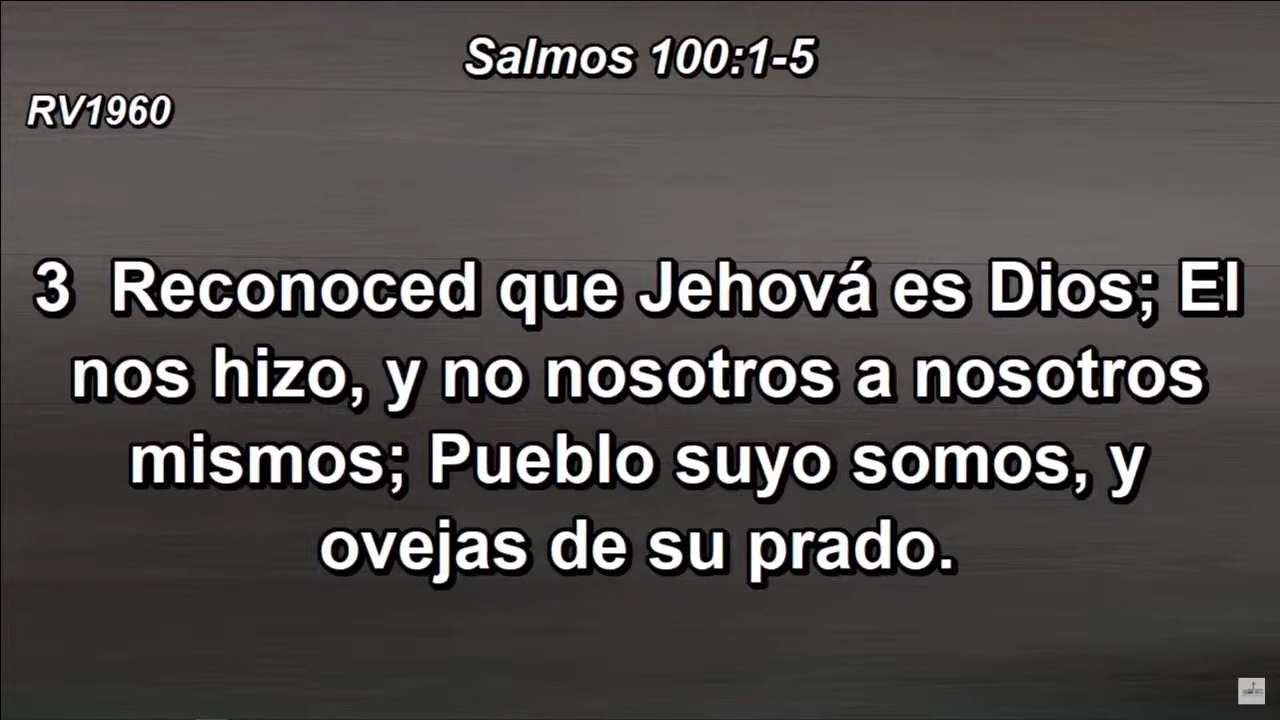 Salmos 100:1-5
RV1960
3 Reconoced que Jehová es Dios; El
nos hizo, y no nosotros a nosotros
mismos; Pueblo suyo somos, y
ovejas de su prado.